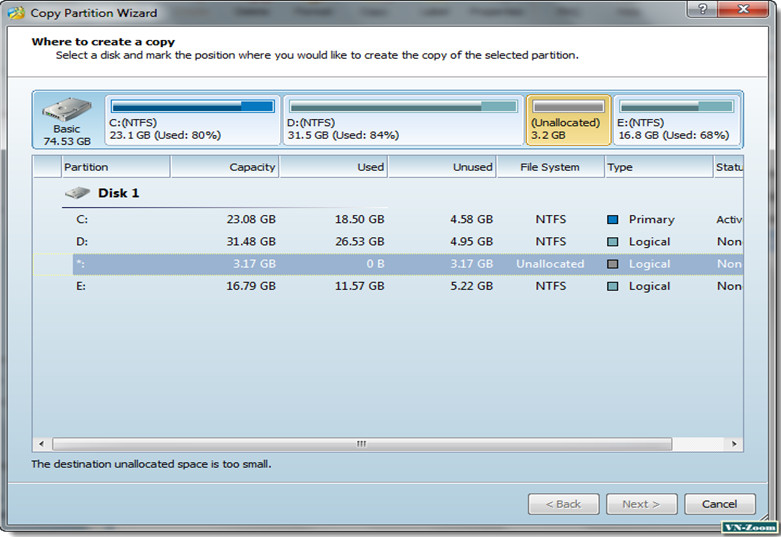 Copy Partition Wizard
Where to create a copy
Select a disk and mark the position where you would like to create the copy of the selected partition.
Basic
74.53 GB
C:(NTFS)
23.1 GB (Used: 80%)
D:(NTFS)
31.5 GB (Used: 84%)
(Unallocated)
3.2 GB
E:(NTFS)
16.8 GB (Used: 68%)
Partition Capacity Used Unused File System Type Statu
Disk 1
C: 23.08 GB 18.50 GB 4.58 GB NTFS Primary Activ
D: 31.48 GB 26.53 GB 4.95 GB NTFS Logical Non
*: 3.17 GB 0 B 3.17 GB Unallocated Logical Non
E: 16.79 GB 11.57 GB 5.22 GB NTFS Logical Non
The destination unallocated space is too small.
< Back Next > Cancel
VN-Zoom